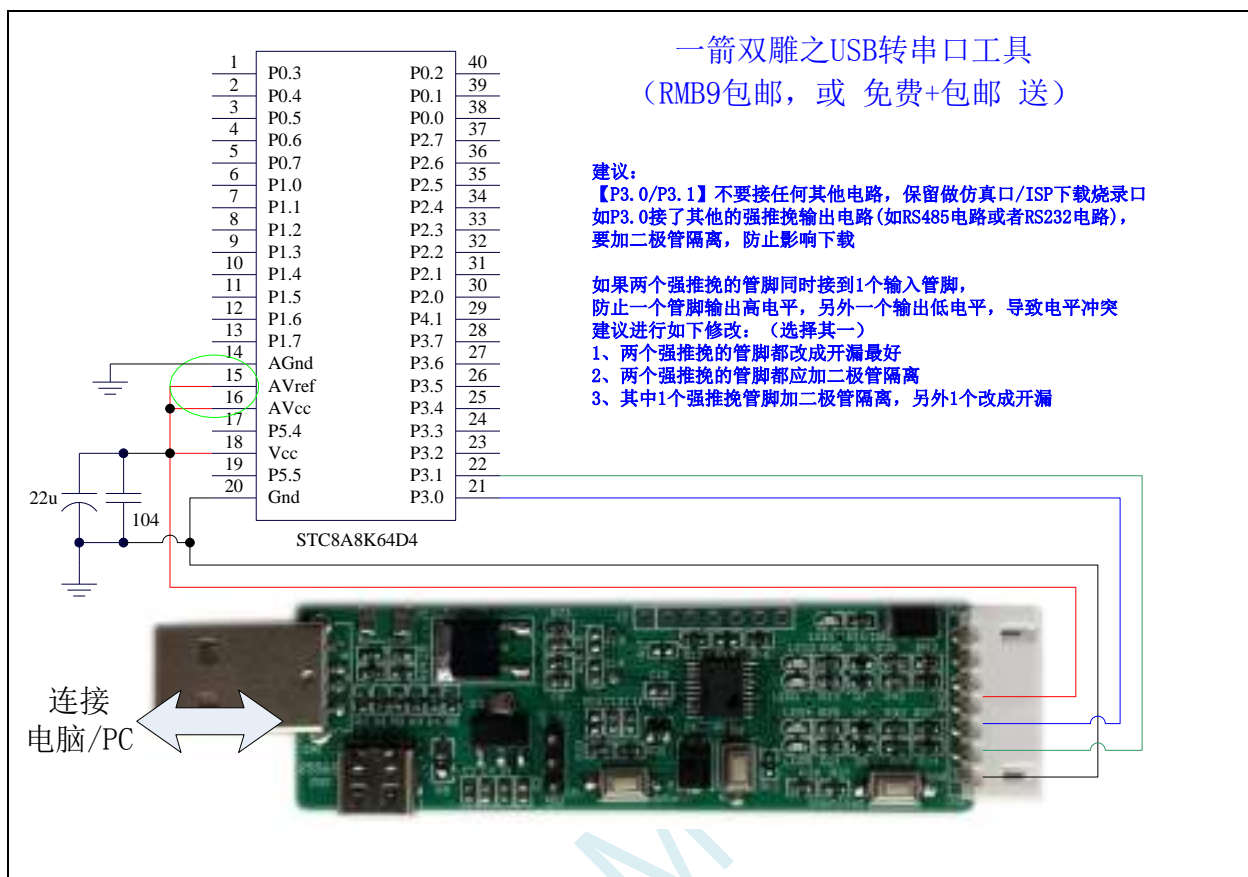 一箭双雕之USB转串口工具
（RMB9包邮，或 免费+包邮 送）
建议：
【P3.0/P3.1】不要接任何其他电路，保留做仿真口/ISP下载烧录口
如P3.0接了其他的强推挽输出电路(如RS485电路或者RS232电路)，
要加二极管隔离，防止影响下载
如果两个强推挽的管脚同时接到1个输入管脚，
防止一个管脚输出高电平，另外一个输出低电平，导致电平冲突
建议进行如下修改：（选择其一）
1、两个强推挽的管脚都改成开漏最好
2、两个强推挽的管脚都应加二极管隔离
3、其中1个强推挽管脚加二极管隔离，另外1个改成开漏
1 P0.3 P0.2 40
2 P0.4 P0.1 39
3 P0.5 P0.0 38
4 P0.6 P2.7 37
5 P0.7 P2.6 36
6 P1.0 P2.5 35
7 P1.1 P2.4 34
8 P1.2 P2.3 33
9 P1.3 P2.2 32
10 P1.4 P2.1 31
11 P1.5 P2.0 30
12 P1.6 P4.1 29
13 P1.7 P3.7 28
14 AGnd P3.6 27
15 AVref P3.5 26
16 AVcc P3.4 25
17 P5.4 P3.3 24
18 Vcc P3.2 23
19 P5.5 P3.1 22
20 Gnd P3.0 21
22u
104
STC8A8K64D4
连接
电脑/PC